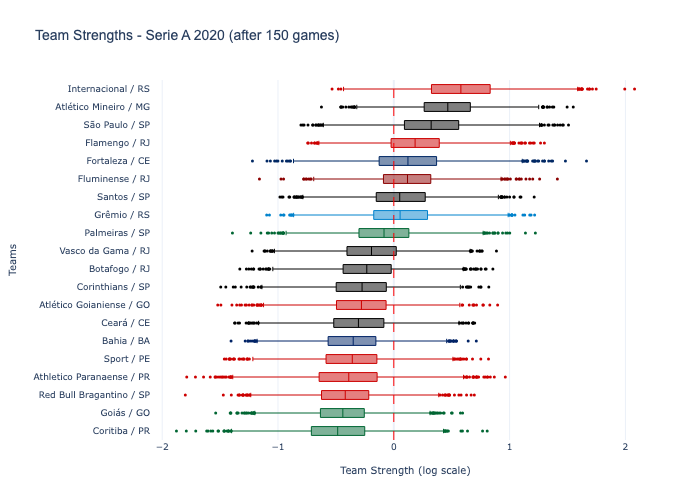 Team Strengths - Serie A 2020 (after 150 games)
Internacional / RS
Atlético Mineiro / MG
São Paulo / SP
Flamengo / RJ
Fortaleza / CE
Fluminense / RJ
Santos / SP
Grêmio / RS
Palmeiras / SP
Vasco da Gama / RJ
Botafogo / RJ
Corinthians / SP
Atlético Goianiense / GO
Ceará / CE
Bahia / BA
Sport / PE
Athletico Paranaense / PR
Red Bull Bragantino / SP
Goiás / GO
Coritiba / PR
Teams
−2 −1 0 1 2
Team Strength (log scale)